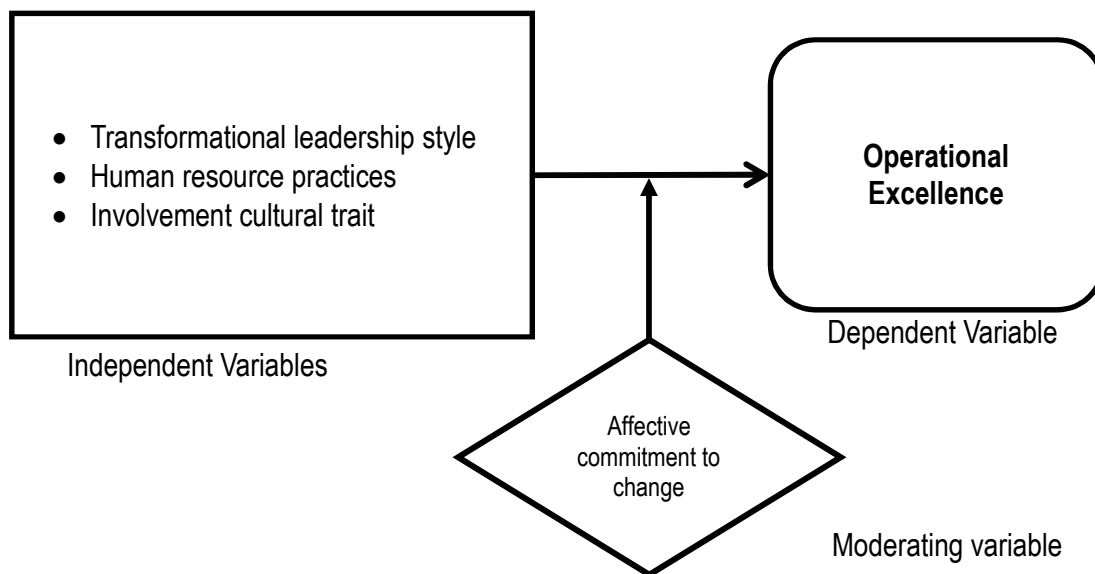 • Transformational leadership style
• Human resource practices
• Involvement cultural trait
Independent Variables
Operational
Excellence
Dependent Variable
Affective
commitment to
change
Moderating variable